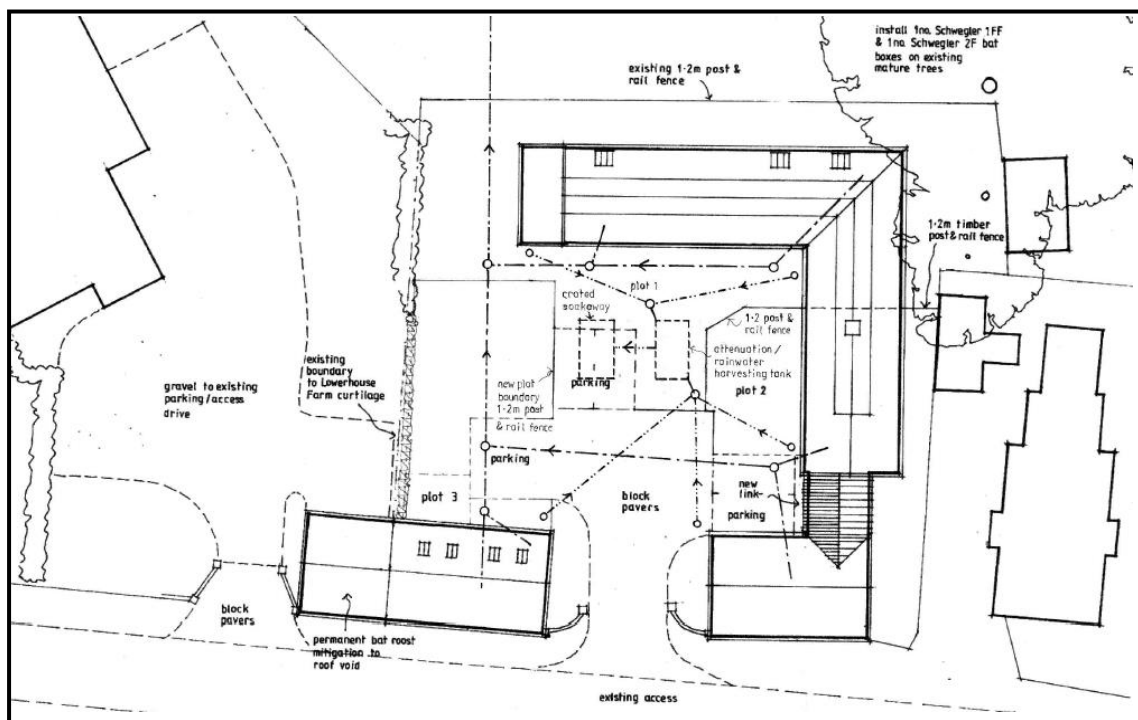 install 1no. Schwegler 1FF
& 1no. Schwegler 2F bat
boxes on existing
mature trees
existing 1·2m post &
rail fence
1·2m timber
post & rail fence
plot 1
crated
soakaway
1·2 post &
rail fence
attenuation/
rainwater
harvesting tank
existing
boundary
to Lowerhouse
Farm curtilage
gravel to existing
parking/access
drive
new plot
boundary
1·2m post
& rail fence
parking
plot 2
parking
plot 3
block
pavers
new
link
parking
block
pavers
permanent bat roost
mitigation to
roof void
existing access